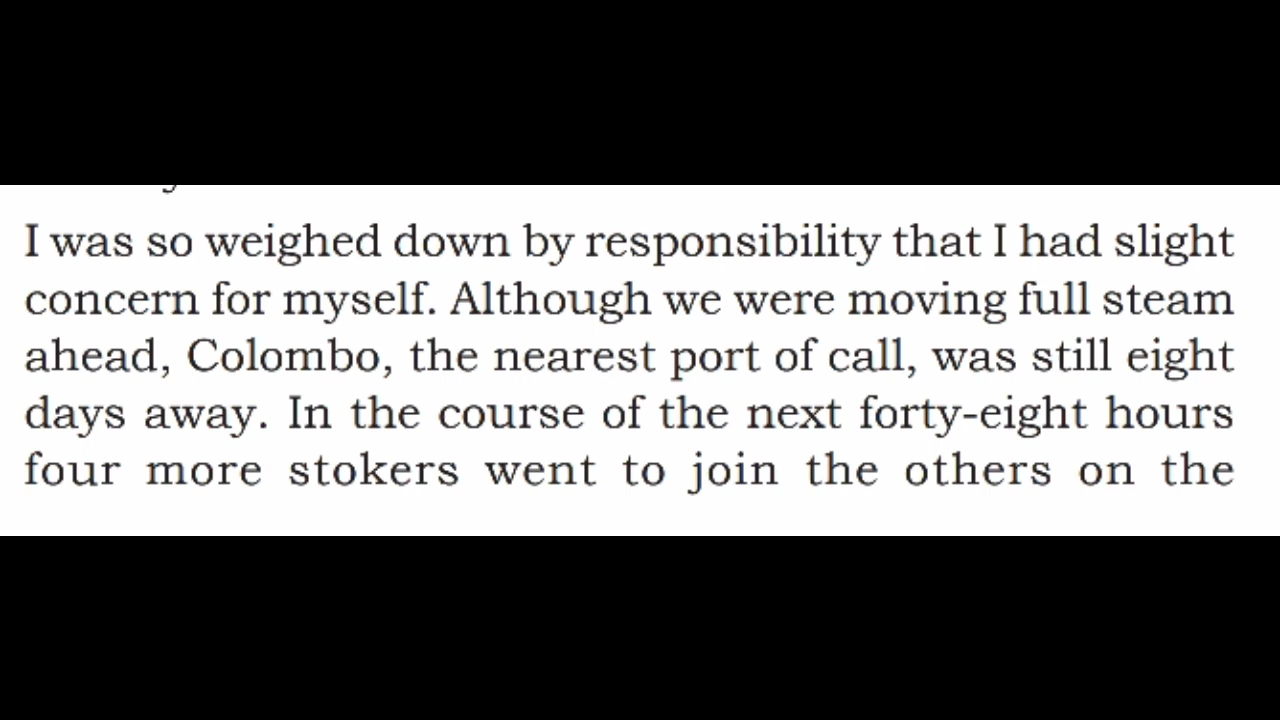 I was so weighed down by responsibility that I had slight
concern for myself. Although we were moving full steam
ahead, Colombo, the nearest port of call, was still eight
days away. In the course of the next forty-eight hours
four more stokers went to join the others on the